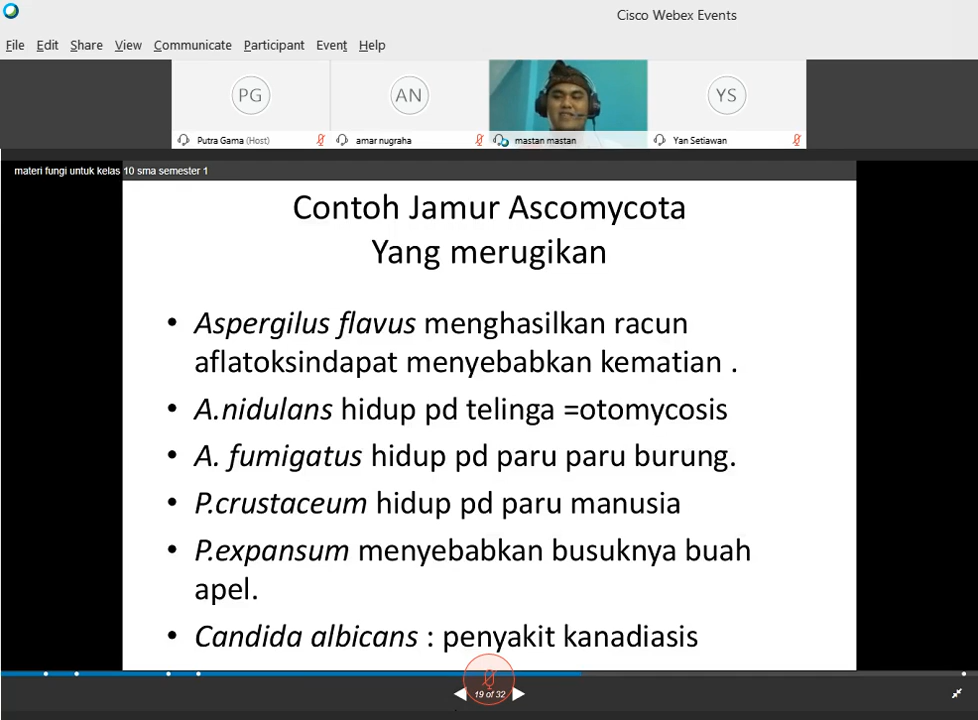 Cisco Webex Events
File Edit Share View Communicate Participant Event Help
PG AN YS
Putra Gama (Host) amar nugraha mastan mastan Yan Setiawan
materi fungi untuk kelas 10 sma semester 1
Contoh Jamur Ascomycota
Yang merugikan
• Aspergilus flavus menghasilkan racun
aflatoksindapat menyebabkan kematian .
• A.nidulans hidup pd telinga =otomycosis
• A. fumigatus hidup pd paru paru burung.
• P.crustaceum hidup pd paru manusia
• P.expansum menyebabkan busuknya buah
apel.
• Candida albicans : penyakit kanadiasis
19 of 32